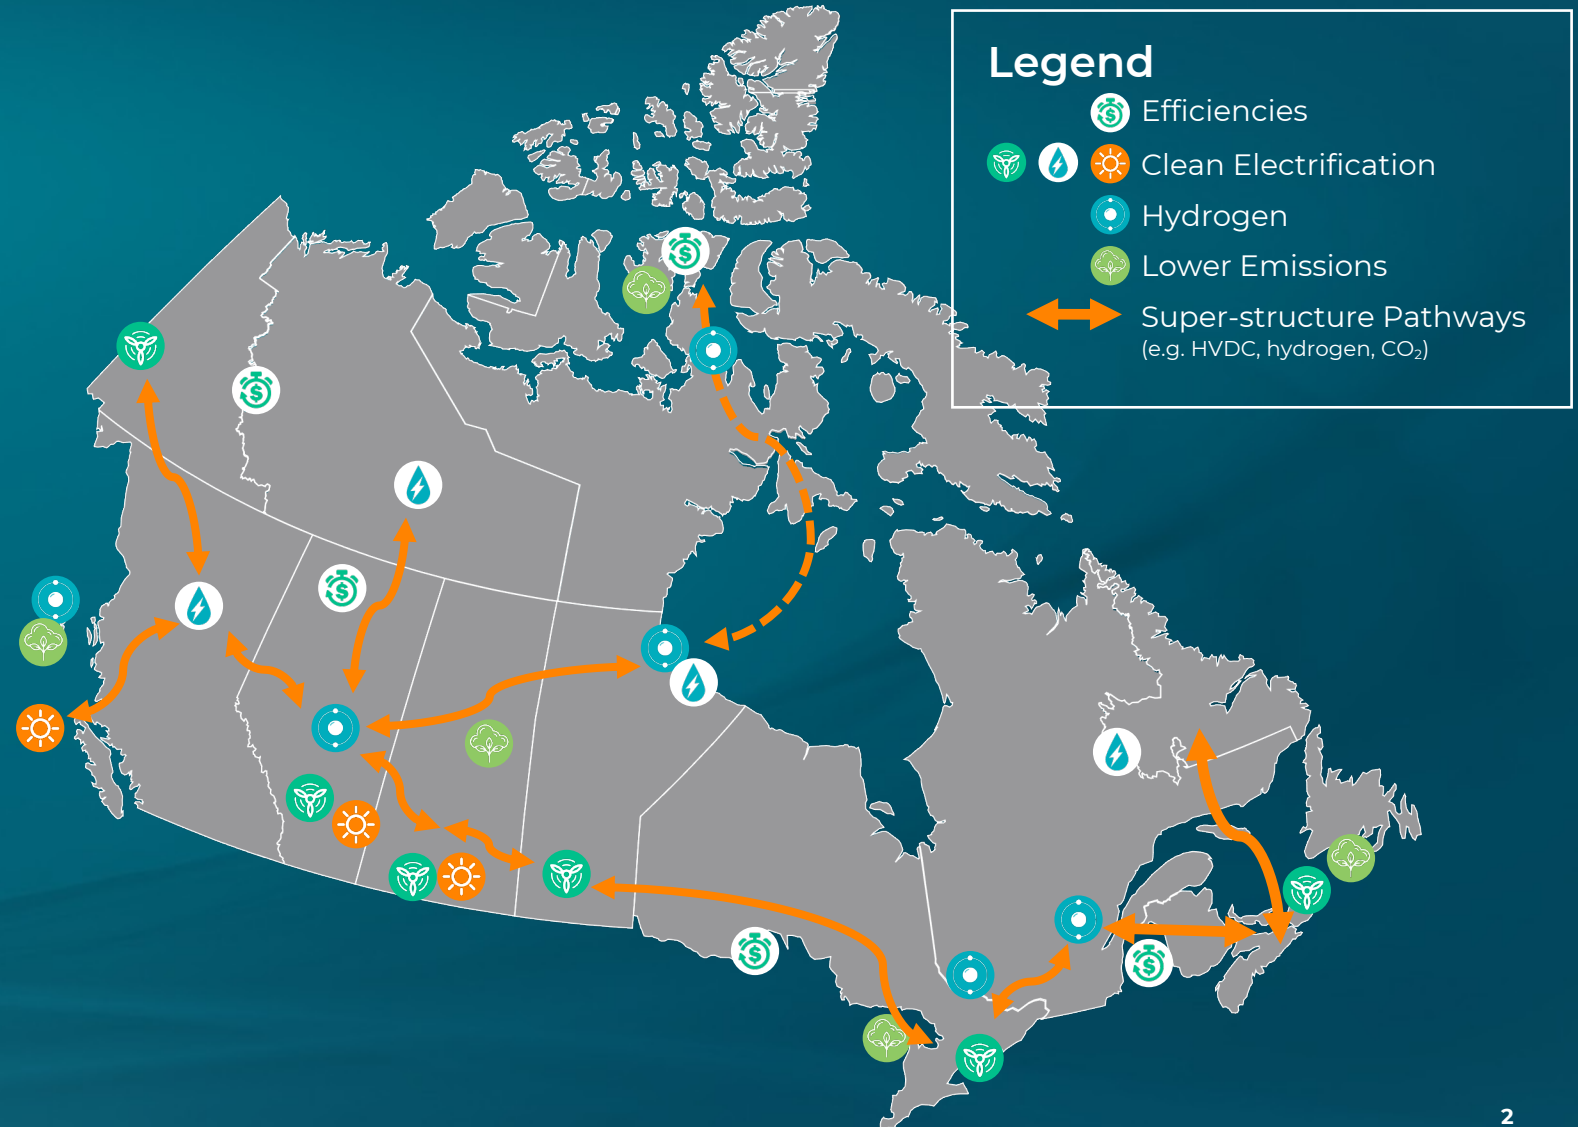 Legend
Efficiencies
Clean Electrification
Hydrogen
Lower Emissions
Super-structure Pathways
(e.g. HVDC, hydrogen, CO₂)
2